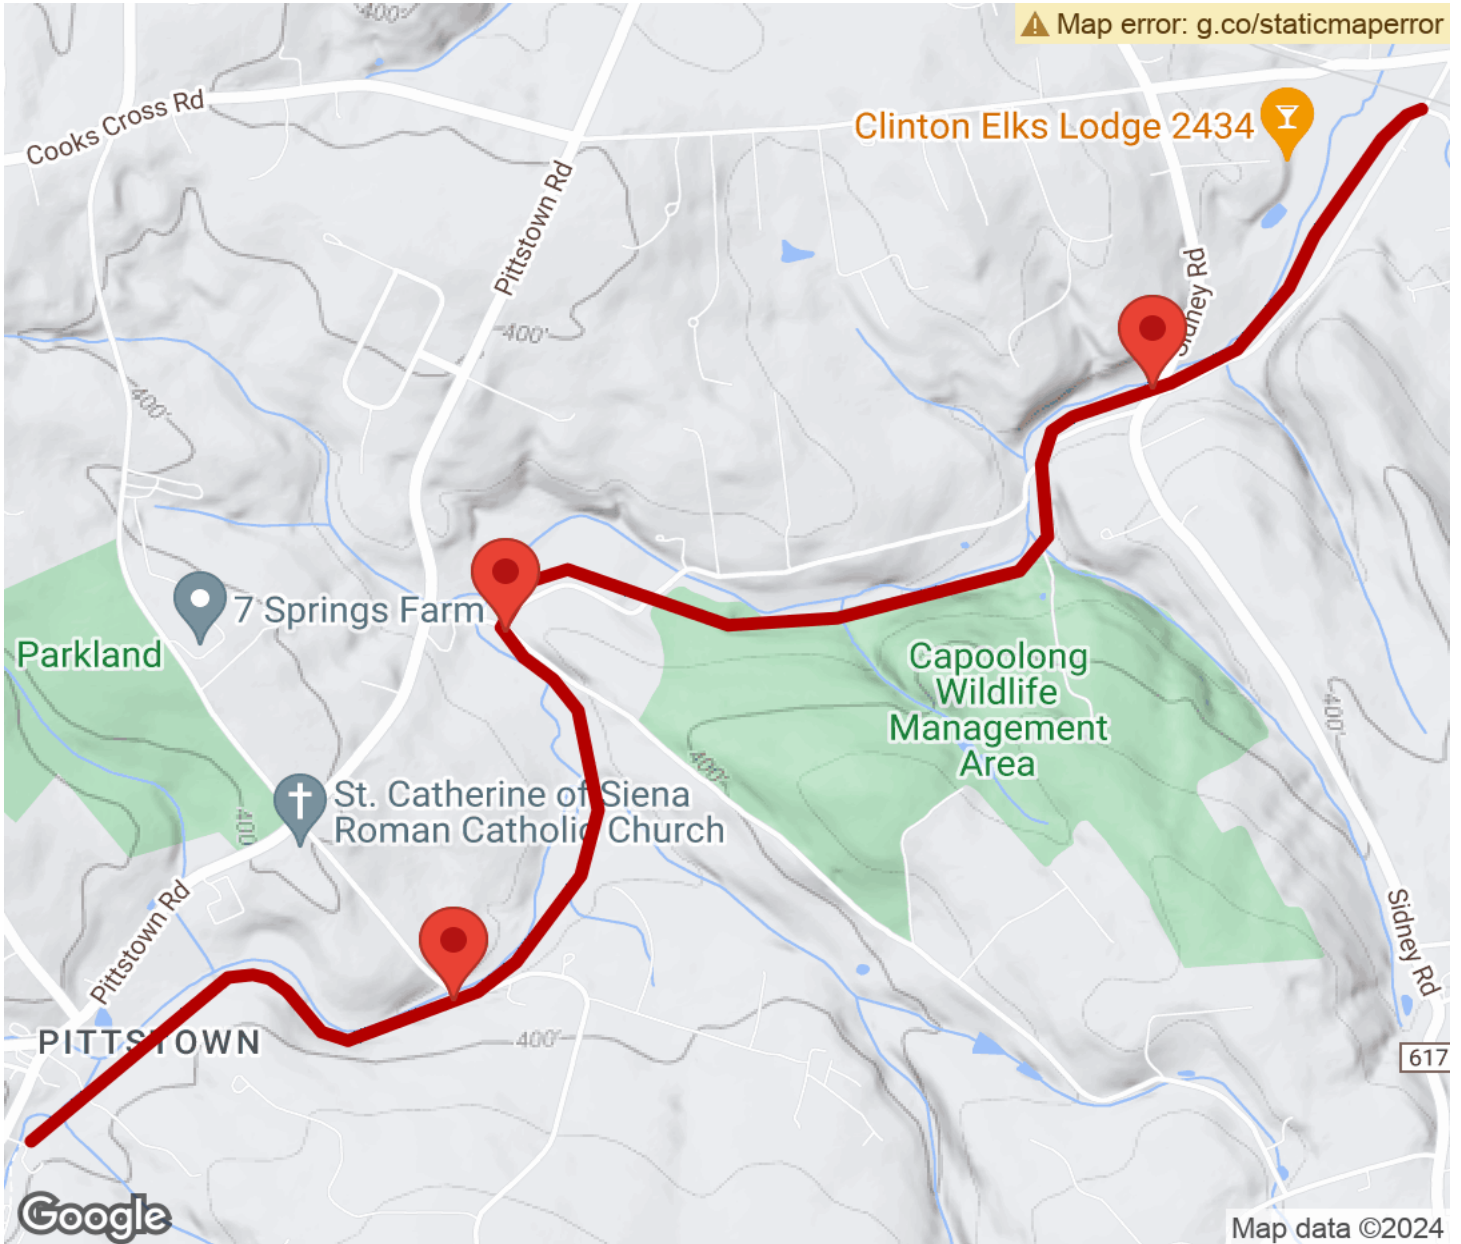 400'
Map error: g.co/staticmaperror
Cooks Cross Rd
Clinton Elks Lodge 2434
Pittstown Rd
Sidney Rd
400'
400'
7 Springs Farm
Parkland
Capoolong
Wildlife
Management
Area
400'
400'
St. Catherine of Siena
Roman Catholic Church
400'
Pittstown Rd
Sidney Rd
PITTSTOWN
400'
617
Google
Map data ©2024